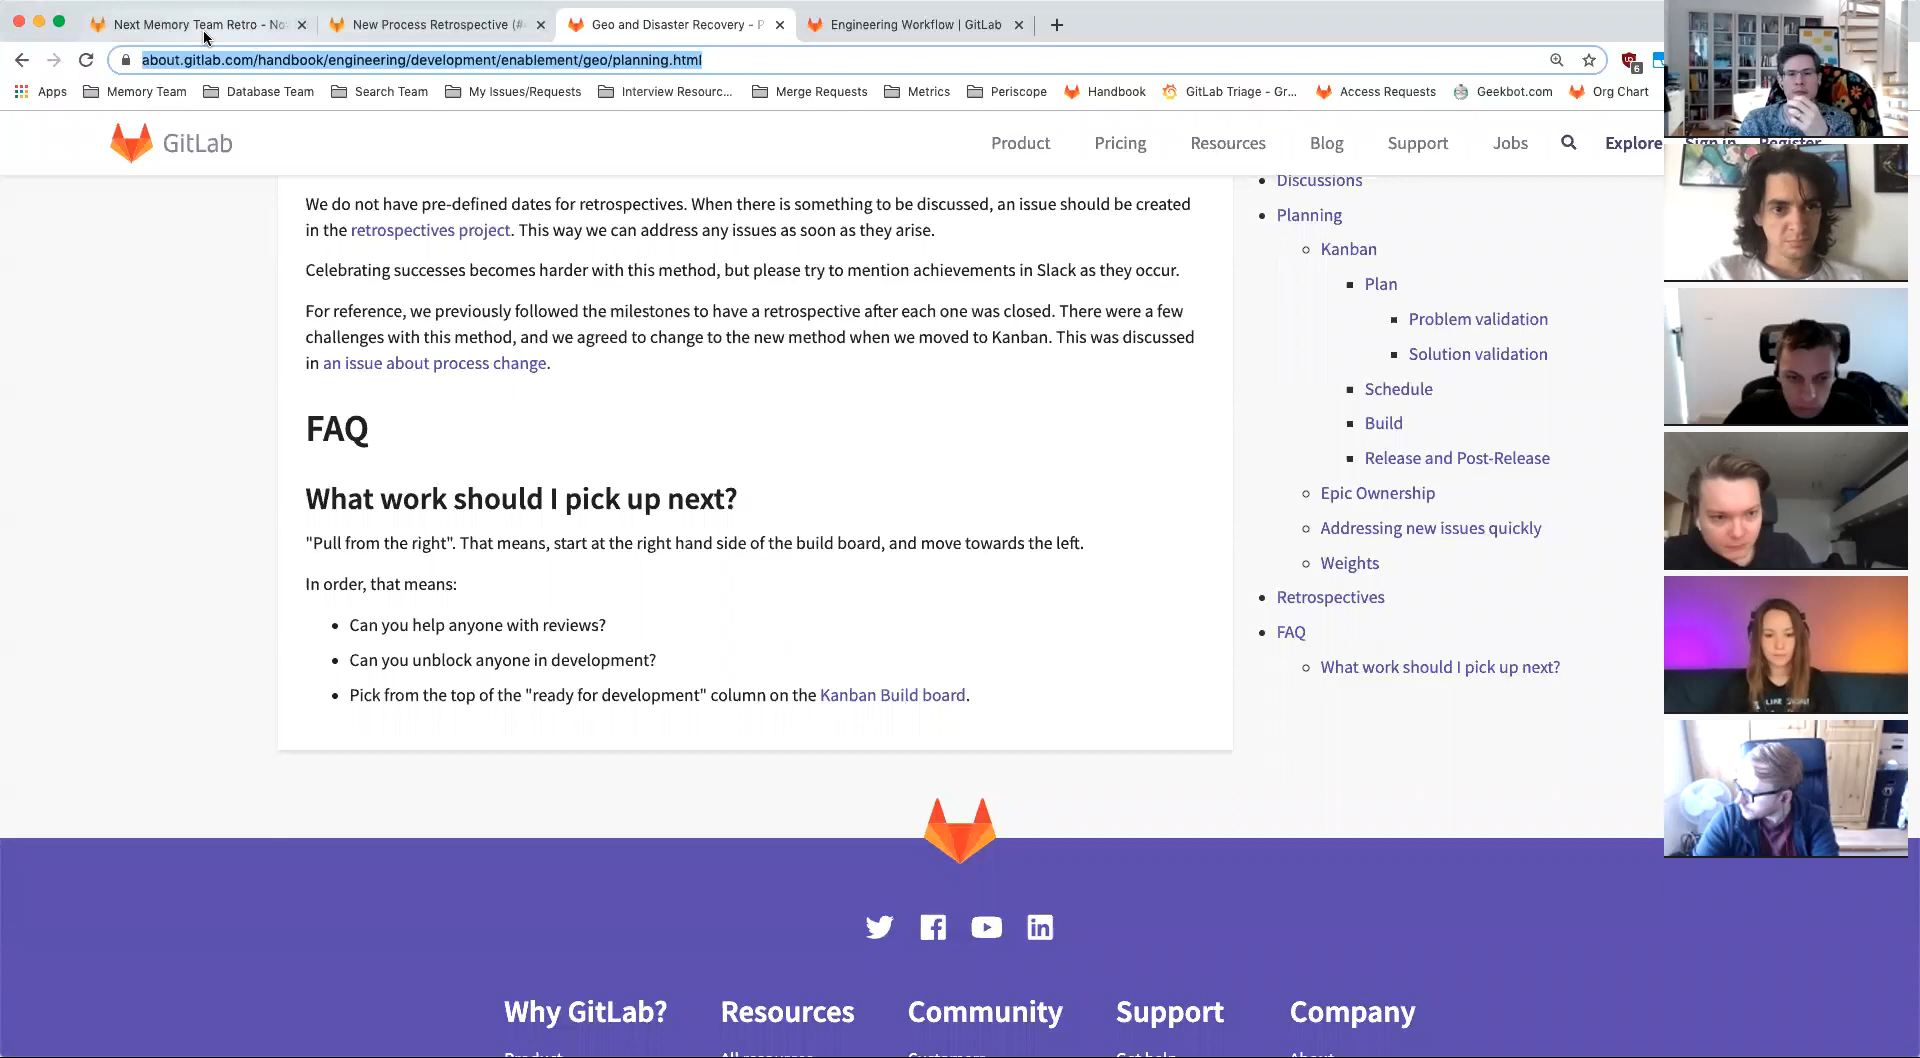 Next Memory Team Retro - No
New Process Retrospective (#
Geo and Disaster Recovery - P
Engineering Workflow | GitLab
about.gitlab.com/handbook/engineering/development/enablement/geo/planning.html
6
Apps
Memory Team
Database Team
Search Team
My Issues/Requests
Interview Resourc...
Merge Requests
Metrics
Periscope
Handbook
GitLab Triage - Gr...
Access Requests
Geekbot.com
Org Chart
GitLab
Product
Pricing
Resources
Blog
Support
Jobs
Explore
Sign in
Register
We do not have pre-defined dates for retrospectives. When there is something to be discussed, an issue should be created
in the retrospectives project. This way we can address any issues as soon as they arise.
Celebrating successes becomes harder with this method, but please try to mention achievements in Slack as they occur.
For reference, we previously followed the milestones to have a retrospective after each one was closed. There were a few
challenges with this method, and we agreed to change to the new method when we moved to Kanban. This was discussed
in an issue about process change.
FAQ
What work should I pick up next?
"Pull from the right". That means, start at the right hand side of the build board, and move towards the left.
In order, that means:
Can you help anyone with reviews?
Can you unblock anyone in development?
Pick from the top of the "ready for development" column on the Kanban Build board.
Discussions
Planning
Kanban
Plan
Problem validation
Solution validation
Schedule
Build
Release and Post-Release
Epic Ownership
Addressing new issues quickly
Weights
Retrospectives
FAQ
What work should I pick up next?
Why GitLab?
Resources
Community
Support
Company
Product
All resources
Customers
Get help
About